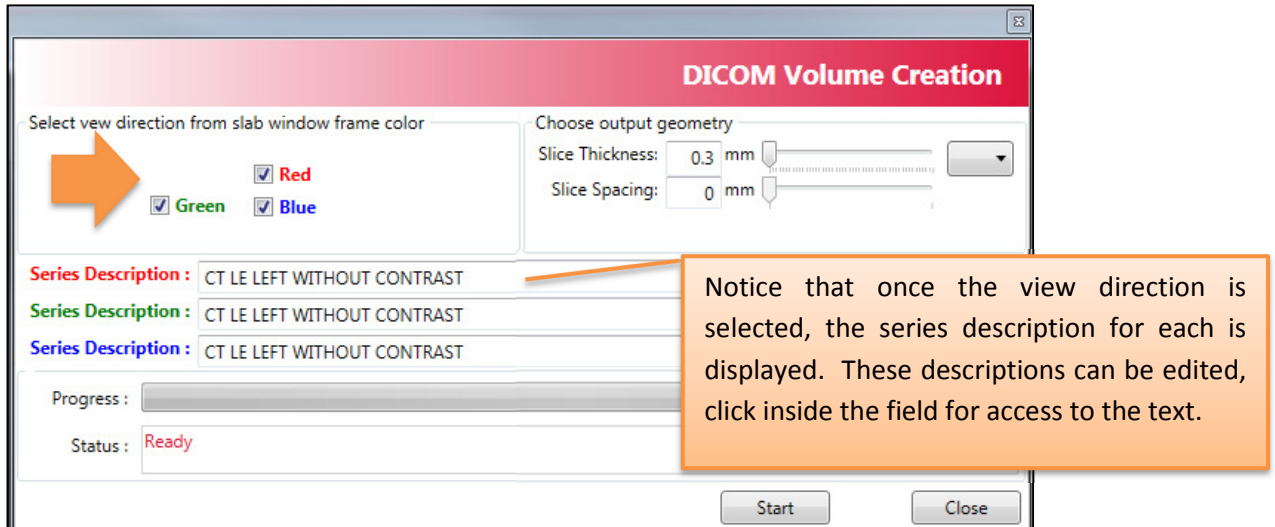 DICOM Volume Creation
Select vew direction from slab window frame color
Red
Green
Blue
Choose output geometry
Slice Thickness: 0.3 mm
Slice Spacing: 0 mm
Series Description : CT LE LEFT WITHOUT CONTRAST
Series Description : CT LE LEFT WITHOUT CONTRAST
Series Description : CT LE LEFT WITHOUT CONTRAST
Notice that once the view direction is
selected, the series description for each is
displayed. These descriptions can be edited,
click inside the field for access to the text.
Progress :
Status : Ready
Start
Close